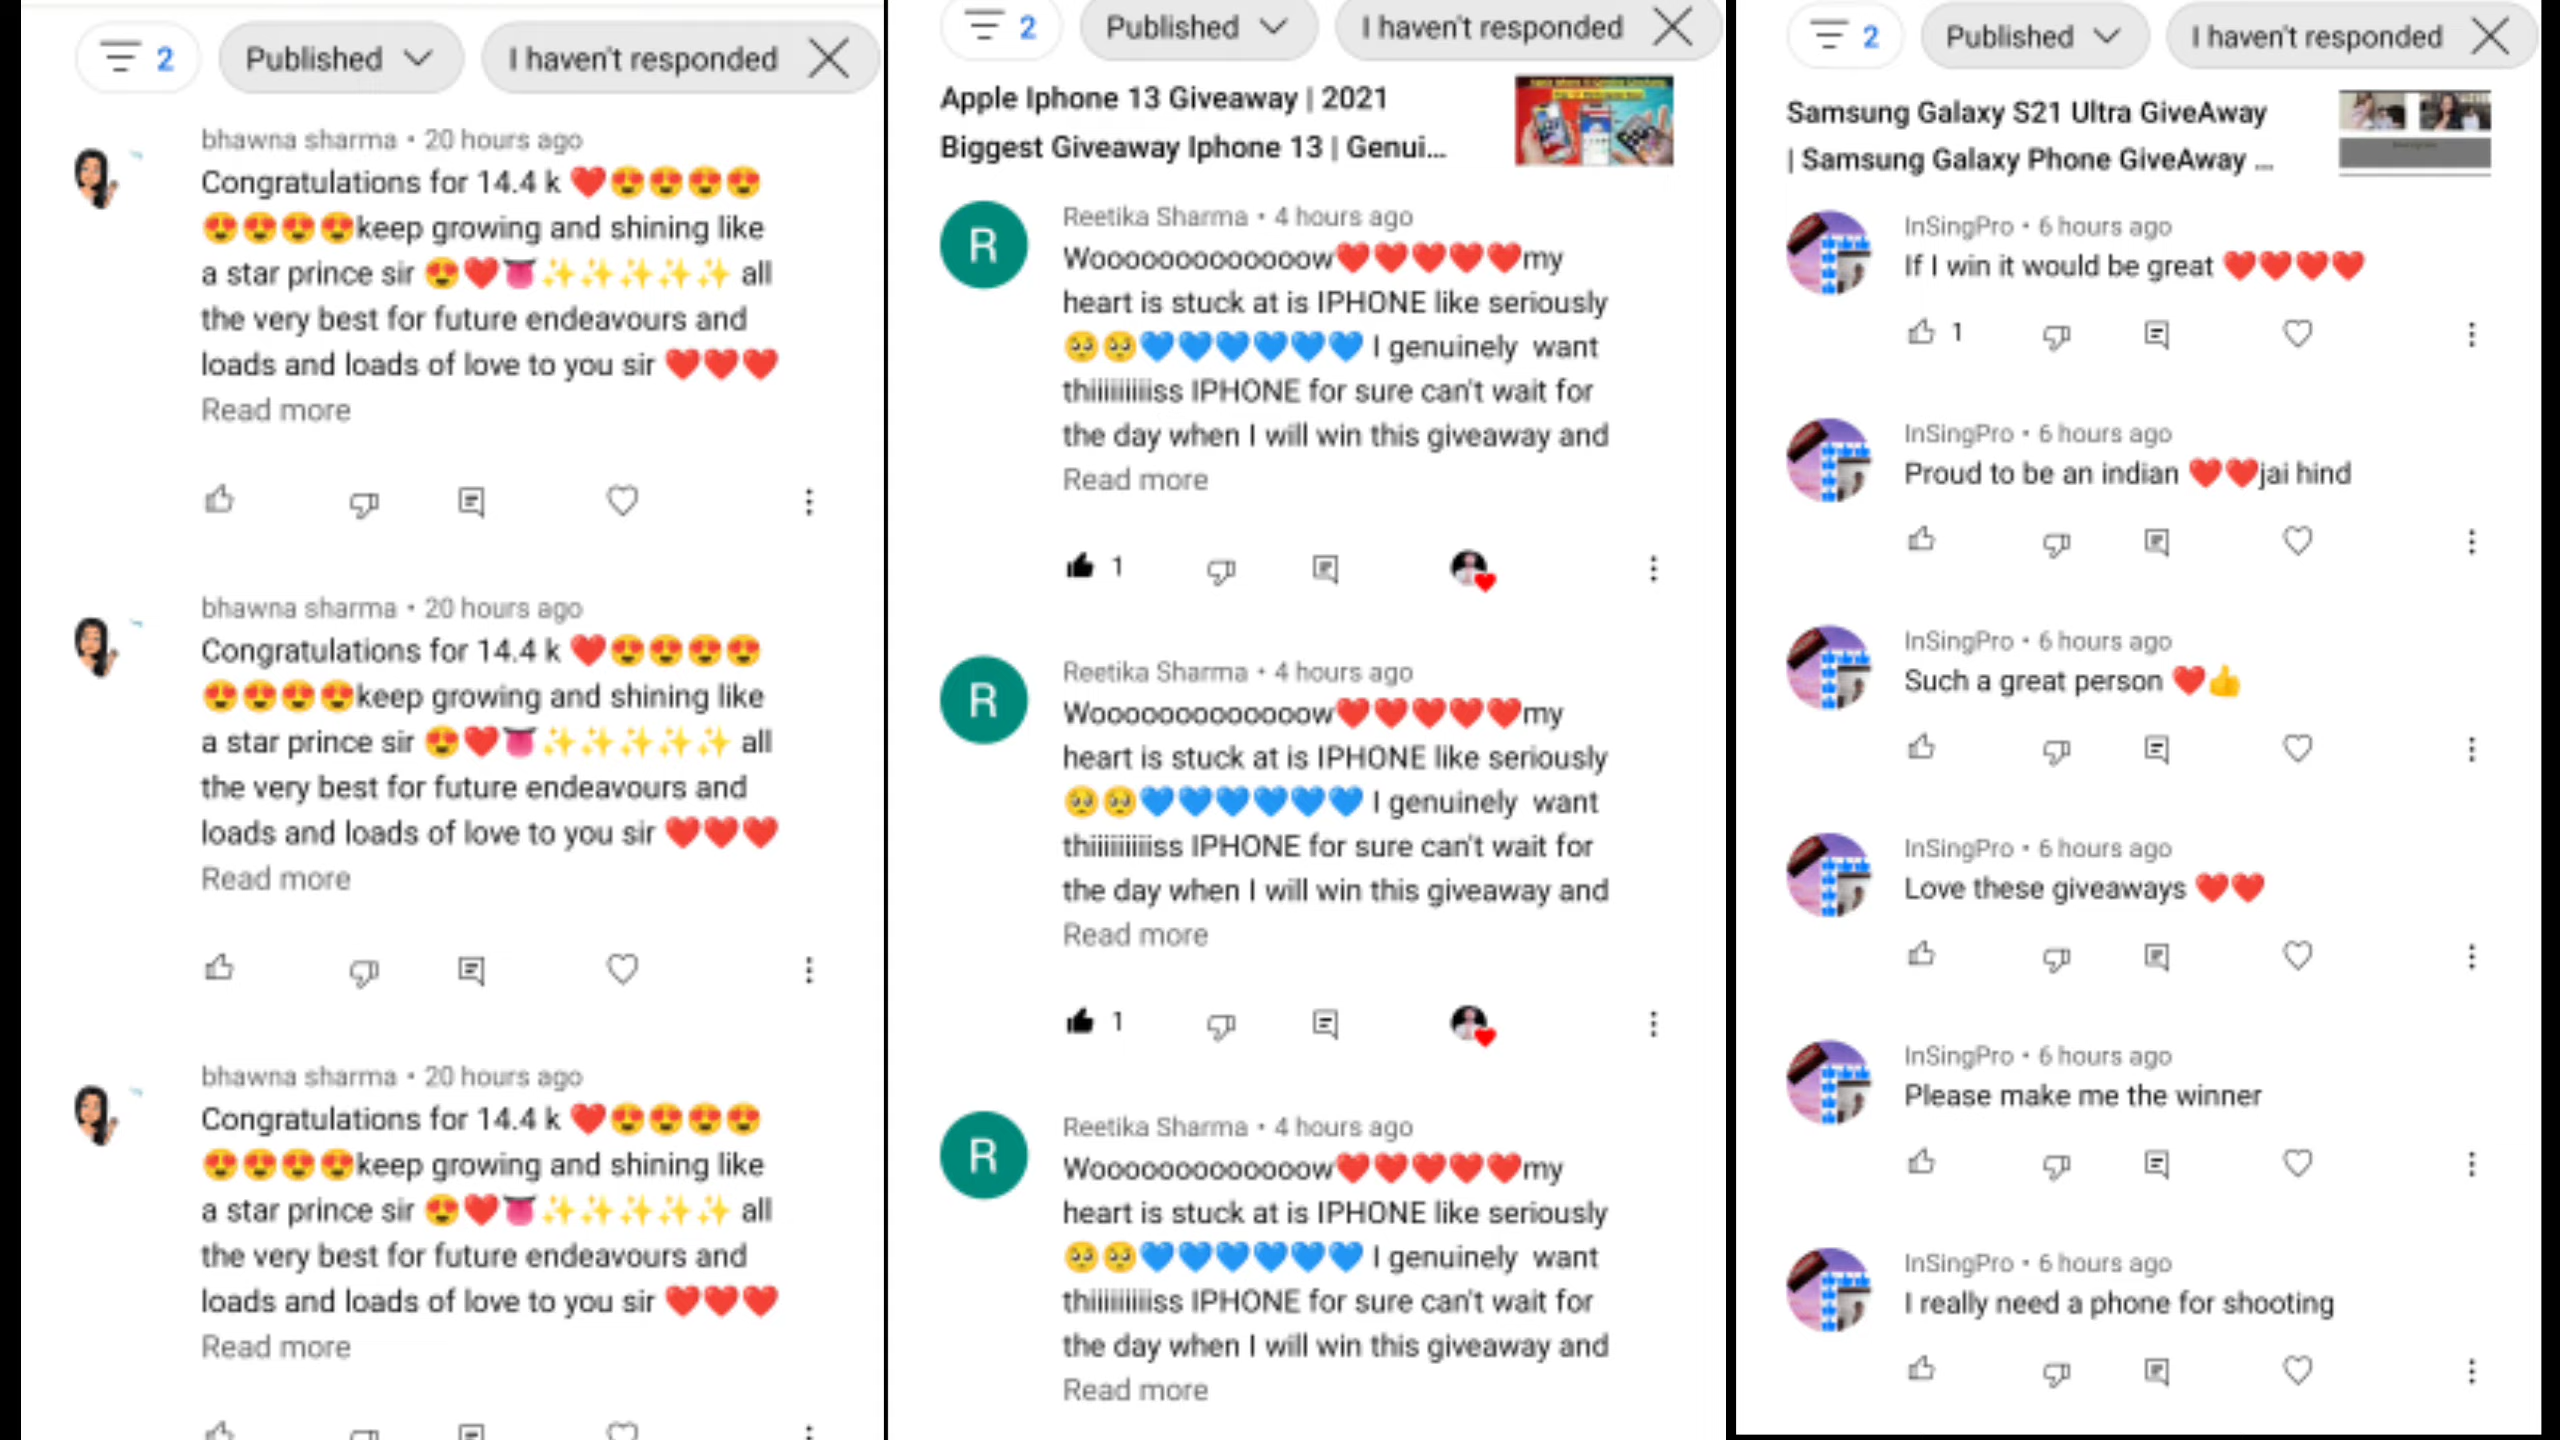 2
Published
I haven't responded
bhawna sharma • 20 hours ago
Congratulations for 14.4 k ❤️😍😍😍😍
😍😍😍😍keep growing and shining like
a star prince sir 😍❤️👅✨✨✨✨✨ all
the very best for future endeavours and
loads and loads of love to you sir ❤️❤️❤️
Read more
bhawna sharma • 20 hours ago
Congratulations for 14.4 k ❤️😍😍😍😍
😍😍😍😍keep growing and shining like
a star prince sir 😍❤️👅✨✨✨✨✨ all
the very best for future endeavours and
loads and loads of love to you sir ❤️❤️❤️
Read more
bhawna sharma • 20 hours ago
Congratulations for 14.4 k ❤️😍😍😍😍
😍😍😍😍keep growing and shining like
a star prince sir 😍❤️👅✨✨✨✨✨ all
the very best for future endeavours and
loads and loads of love to you sir ❤️❤️❤️
Read more
2
Published
I haven't responded
Apple Iphone 13 Giveaway | 2021
Biggest Giveaway Iphone 13 | Genui...
R
Reetika Sharma • 4 hours ago
Wooooooooooooow❤️❤️❤️❤️❤️my
heart is stuck at is IPHONE like seriously
🥺🥺💙💙💙💙💙💙 I genuinely want
thiiiiiiiiiiss IPHONE for sure can't wait for
the day when I will win this giveaway and
Read more
1
R
Reetika Sharma • 4 hours ago
Wooooooooooooow❤️❤️❤️❤️❤️my
heart is stuck at is IPHONE like seriously
🥺🥺💙💙💙💙💙💙 I genuinely want
thiiiiiiiiiiss IPHONE for sure can't wait for
the day when I will win this giveaway and
Read more
1
R
Reetika Sharma • 4 hours ago
Wooooooooooooow❤️❤️❤️❤️❤️my
heart is stuck at is IPHONE like seriously
🥺🥺💙💙💙💙💙💙 I genuinely want
thiiiiiiiiiiss IPHONE for sure can't wait for
the day when I will win this giveaway and
Read more
2
Published
I haven't responded
Samsung Galaxy S21 Ultra GiveAway
| Samsung Galaxy Phone GiveAway ...
InSingPro • 6 hours ago
If I win it would be great ❤️❤️❤️❤️
1
InSingPro • 6 hours ago
Proud to be an indian ❤️❤️jai hind
InSingPro • 6 hours ago
Such a great person ❤️👍
InSingPro • 6 hours ago
Love these giveaways ❤️❤️
InSingPro • 6 hours ago
Please make me the winner
InSingPro • 6 hours ago
I really need a phone for shooting